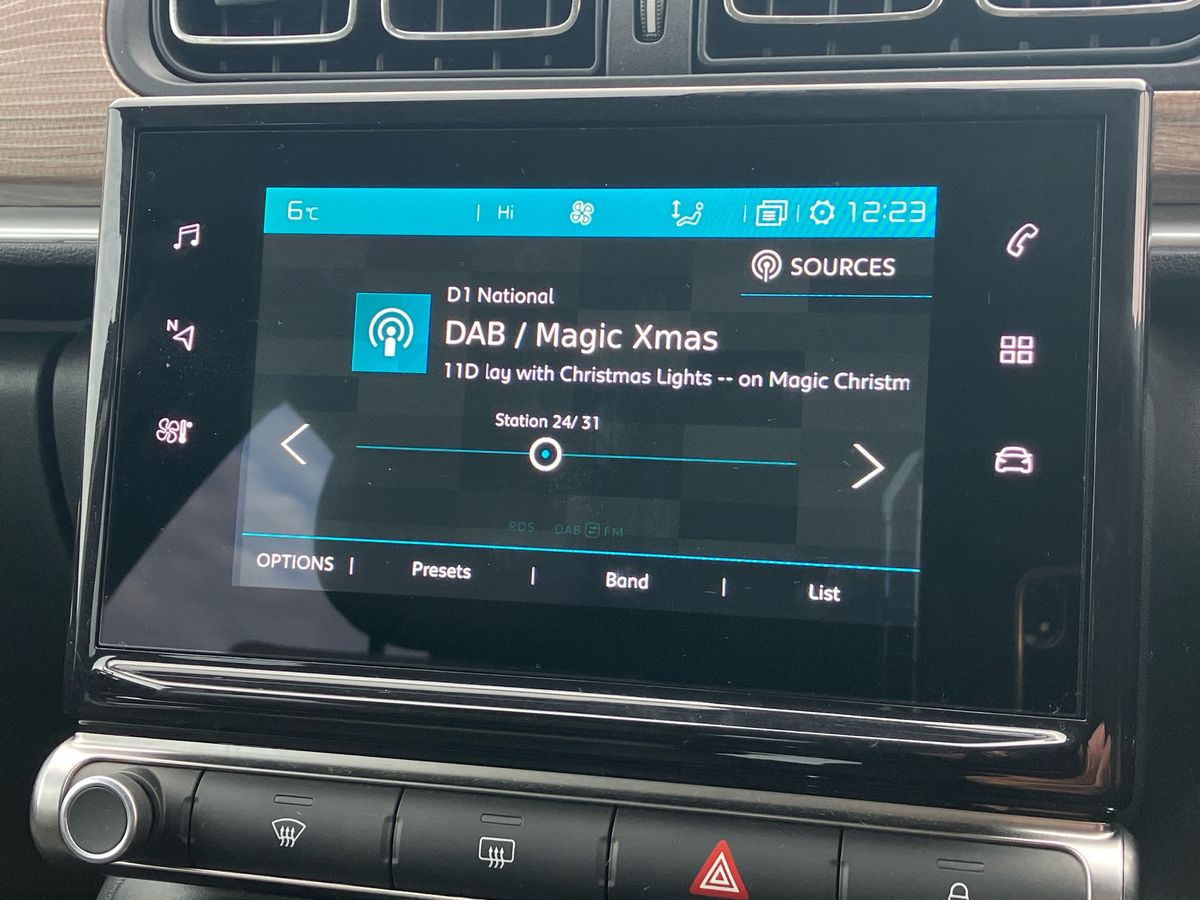 6°C | Hi | | 12:23
SOURCES
D1 National
DAB / Magic Xmas
11D lay with Christmas Lights -- on Magic Christm
Station 24/ 31
RDS DAB FM
OPTIONS | Presets | Band | List
N